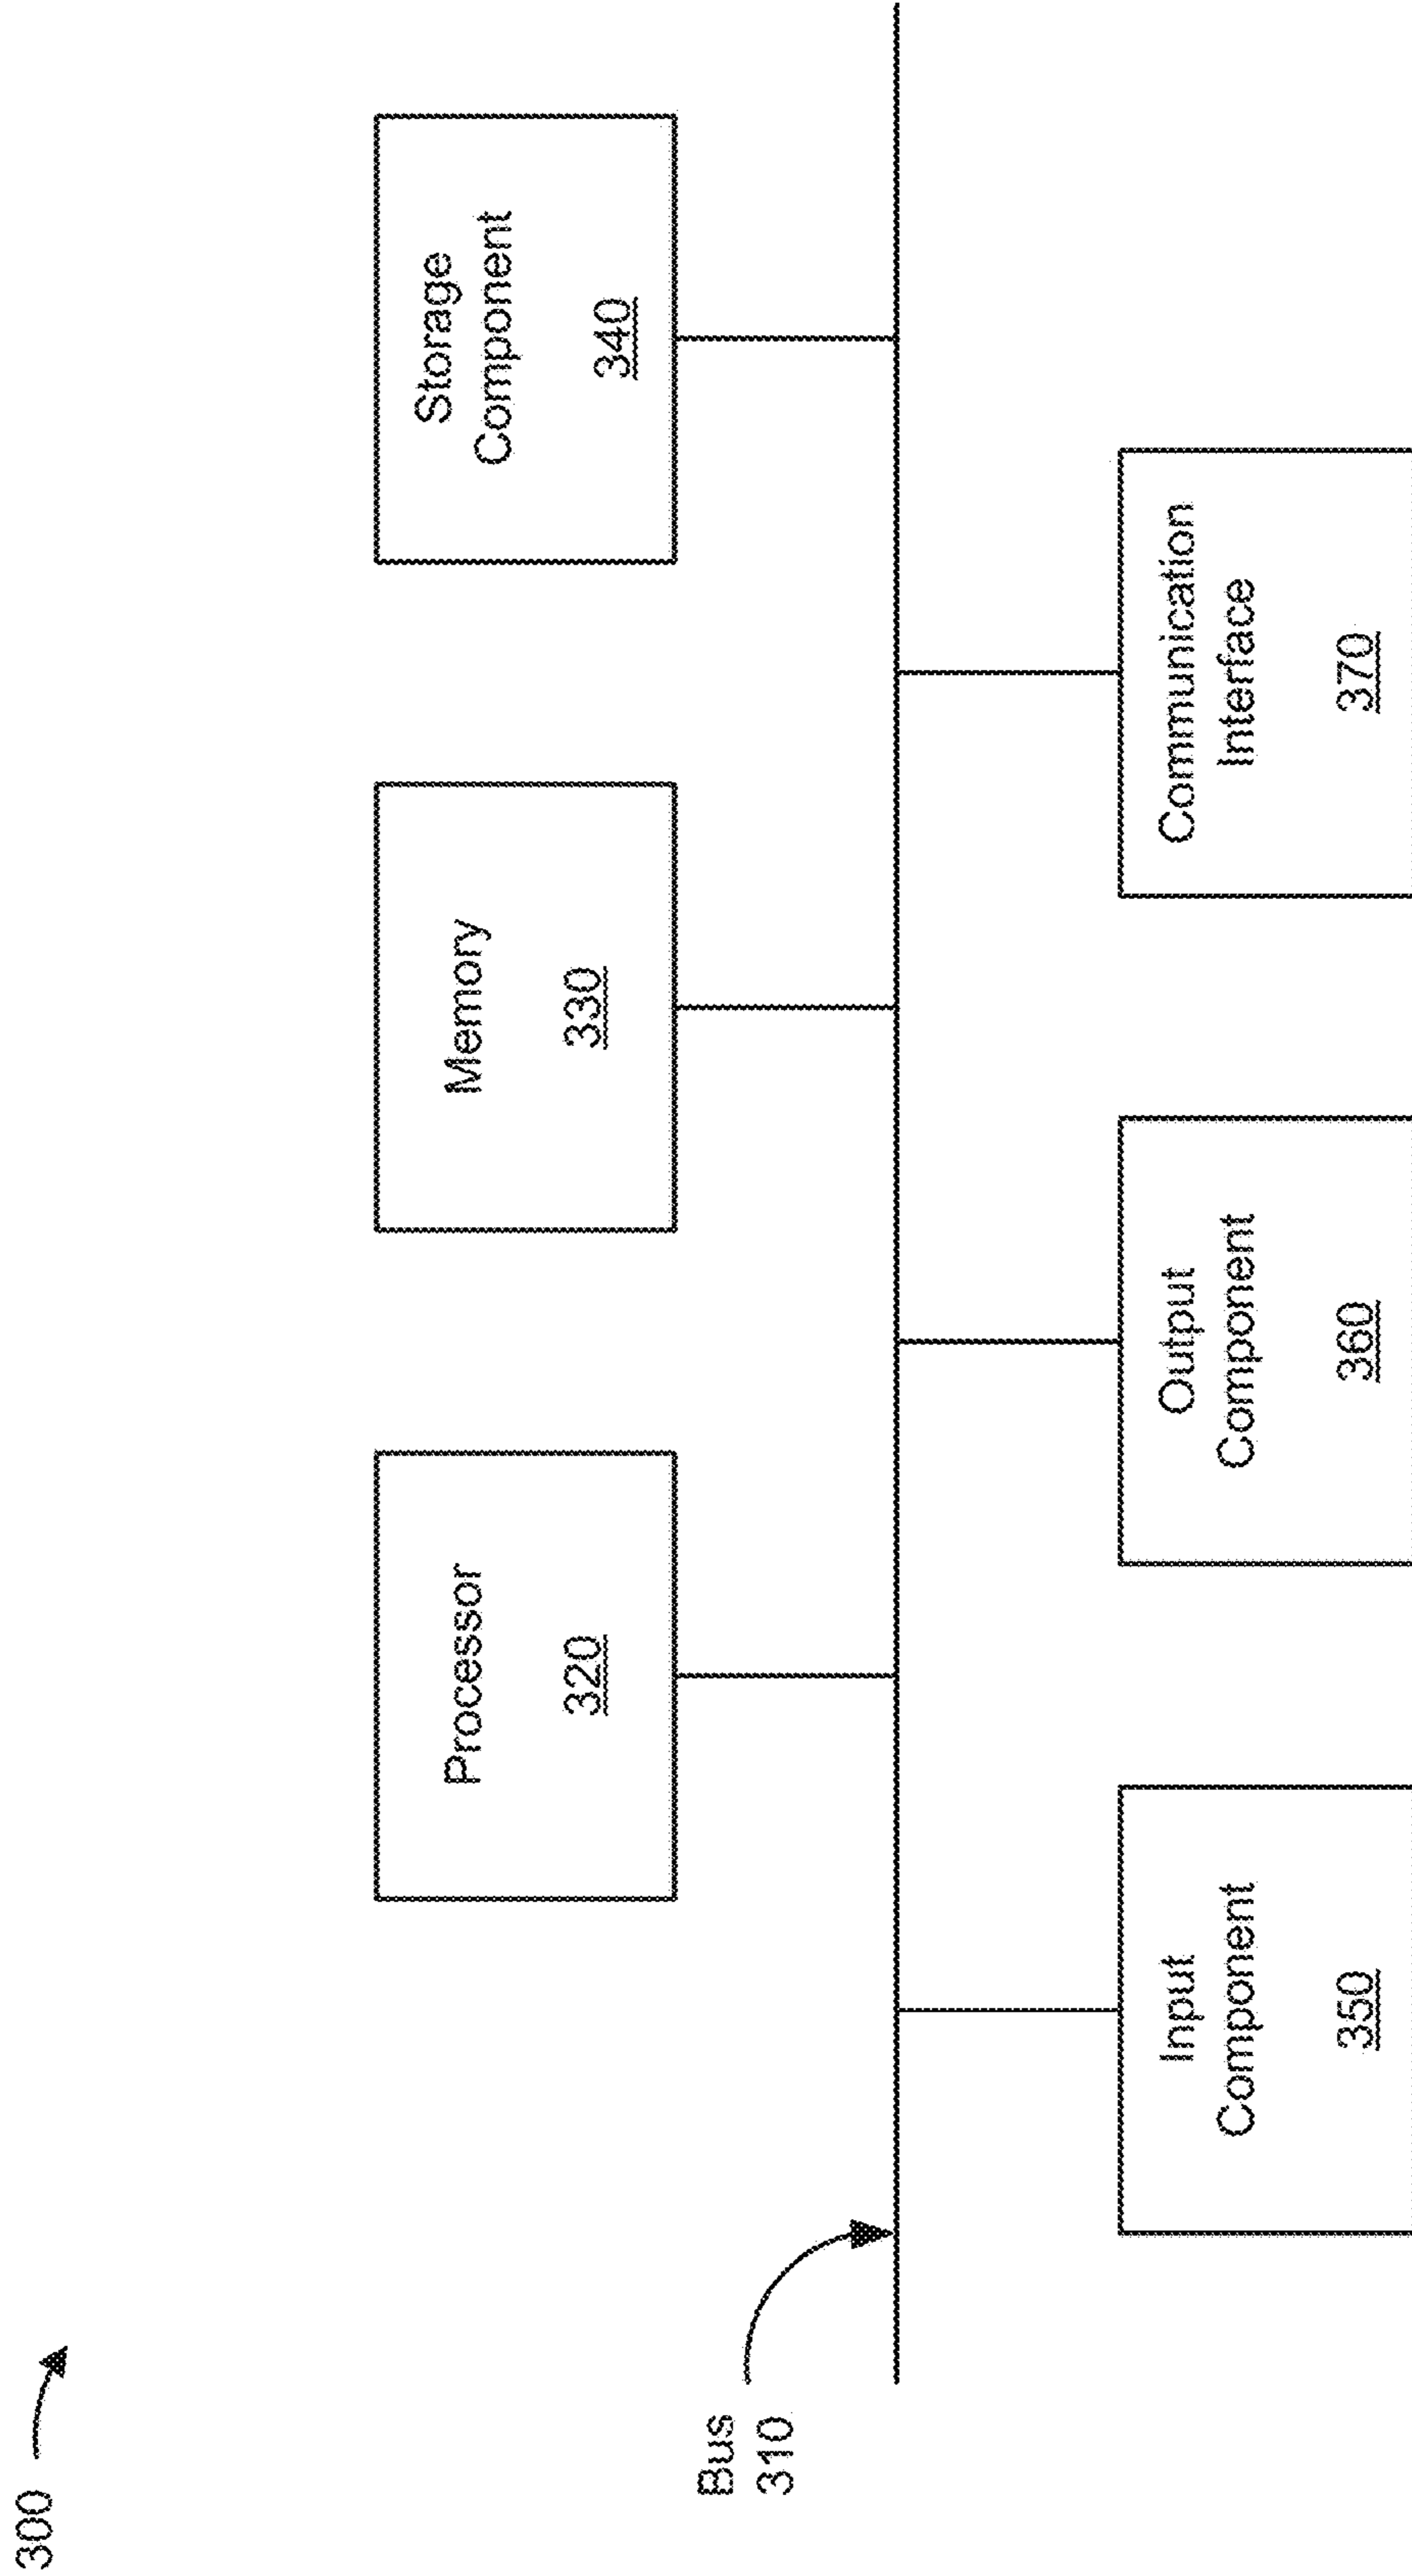 300
Processor
320
Memory
330
Storage
Component
340
Bus
310
Input
Component
350
Output
Component
360
Communication
Interface
370